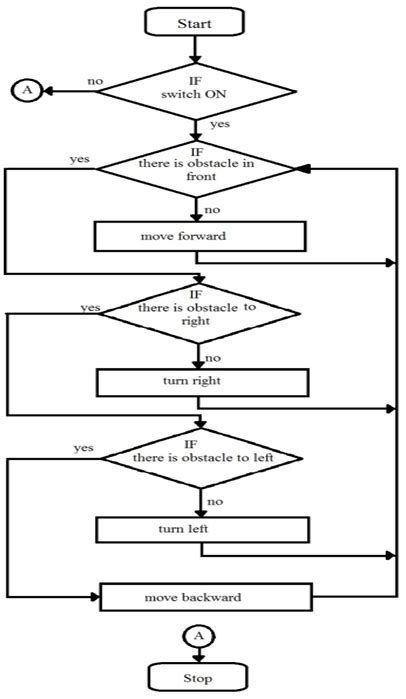 Start
no
A
IF
switch ON
yes
yes
IF
there is obstacle in
front
no
move forward
yes
IF
there is obstacle to
right
no
turn right
yes
IF
there is obstacle to left
no
turn left
move backward
A
Stop